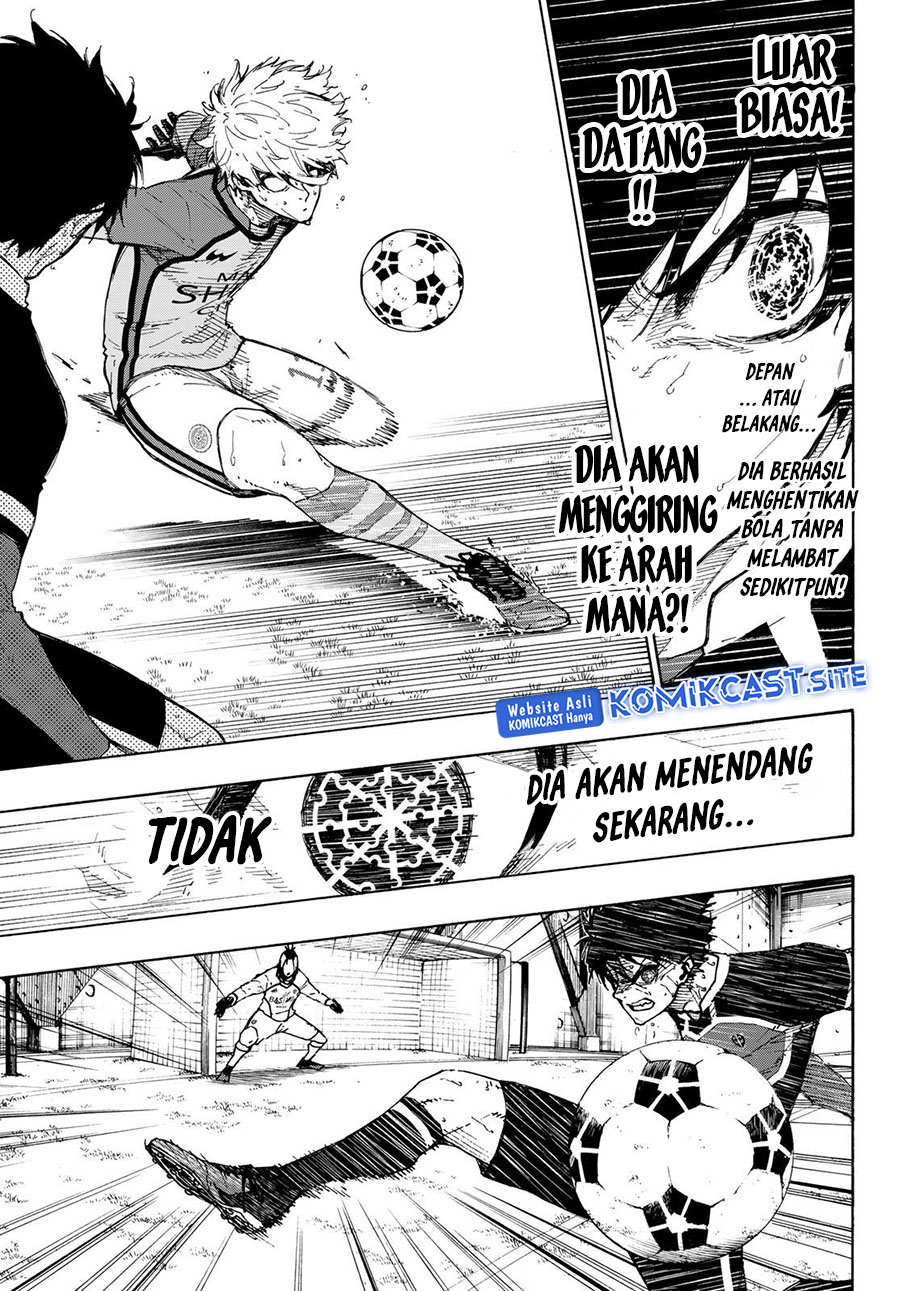 LUAR
BIASA!
DIA
DATANG
!!
DEPAN
... ATAU
BELAKANG...
DIA BERHASIL
MENGHENTIKAN
BOLA TANPA
MELAMBAT
SEDIKITPUN!
DIA AKAN
MENGGIRING
KE ARAH
MANA?!
Website Asli
KOMIKCAST Hanya
KOMIKCAST.SITE
DIA AKAN MENENDANG
SEKARANG...
TIDAK